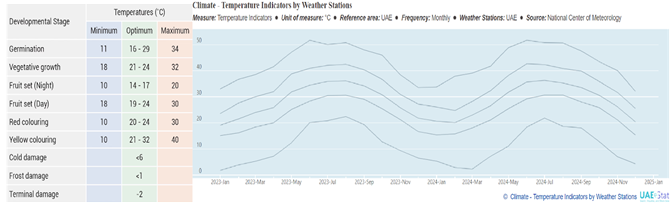 Developmental Stage
Temperatures (°C)
Minimum Optimum Maximum
Germination 11 16 - 29 34
Vegetative growth 18 21 - 24 32
Fruit set (Night) 10 14 - 17 20
Fruit set (Day) 18 19 - 24 30
Red colouring 10 20 - 24 30
Yellow colouring 10 21 - 32 40
Cold damage <6
Frost damage <1
Terminal damage -2
Climate - Temperature Indicators by Weather Stations
Measure: Temperature Indicators • Unit of measure: °C • Reference area: UAE • Frequency: Monthly • Weather Stations: UAE • Source: National Center of Meteorology
50
40
30
20
10
0
2023-Jan 2023-Mar 2023-May 2023-Jul 2023-Sep 2023-Nov 2024-Jan 2024-Mar 2024-May 2024-Jul 2024-Sep 2024-Nov 2025-Jan
© Climate - Temperature Indicators by Weather Stations UAE Stat